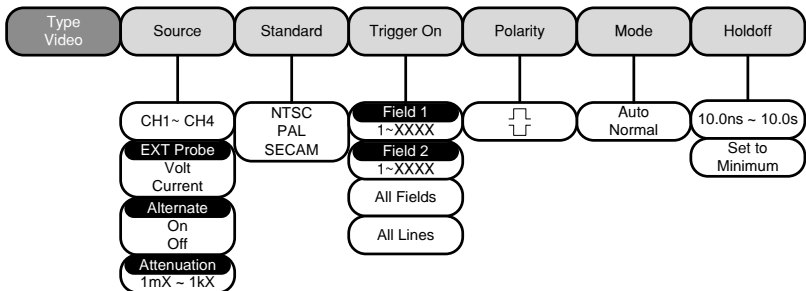 Type
Video
Source
Standard
Trigger On
Polarity
Mode
Holdoff
CH1~ CH4
EXT Probe
Volt
Current
Alternate
On
Off
Attenuation
1mX ~ 1kX
NTSC
PAL
SECAM
Field 1
1~XXXX
Field 2
1~XXXX
All Fields
All Lines
Auto
Normal
10.0ns ~ 10.0s
Set to
Minimum